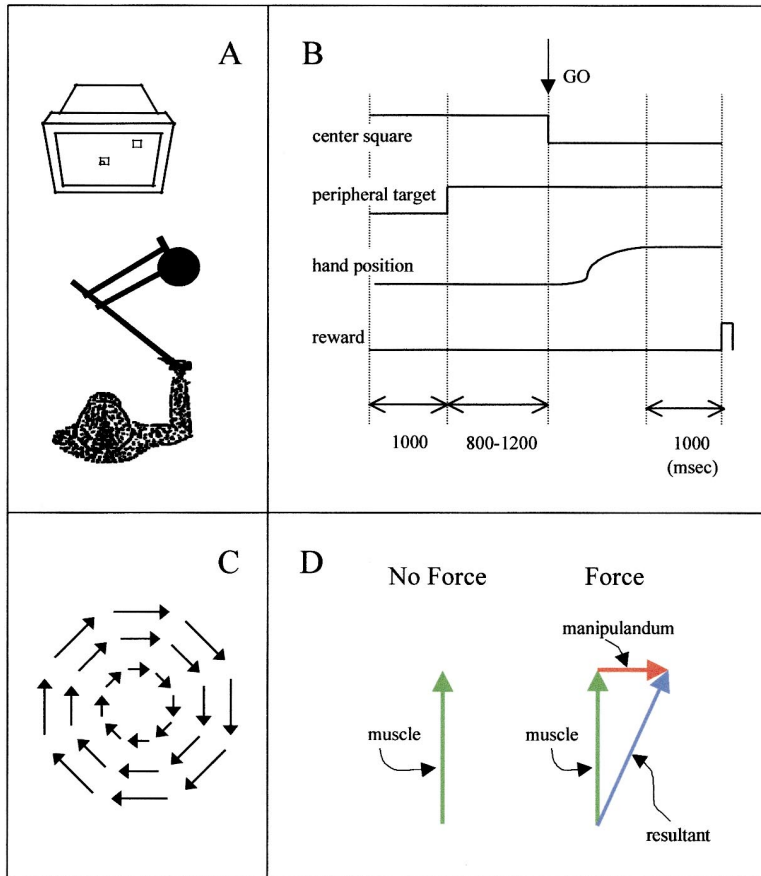 A
B
GO
center square
peripheral target
hand position
reward
1000
800-1200
1000
(msec)
C
D
No Force
Force
manipulandum
muscle
muscle
resultant